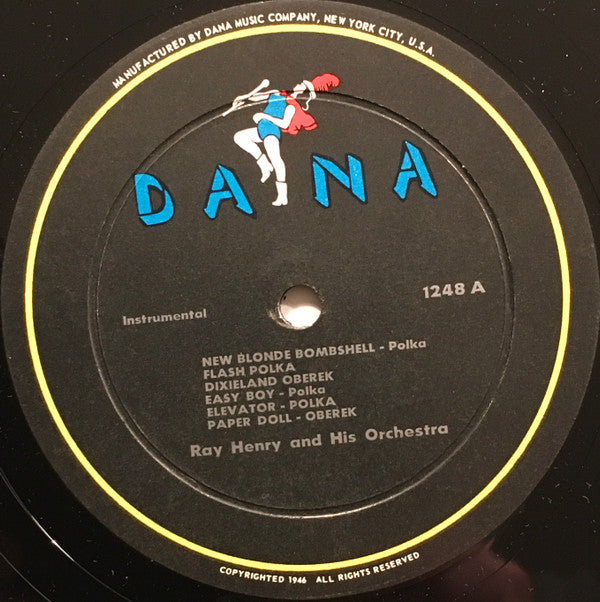 MANUFACTURED BY DANA MUSIC COMPANY, NEW YORK CITY, U.S.A.
DANA
1248 A
Instrumental
NEW BLONDE BOMBSHELL - Polka
FLASH POLKA
DIXIELAND OBEREK
EASY BOY - Polka
ELEVATOR - POLKA
PAPER DOLL - OBEREK
Ray Henry and His Orchestra
COPYRIGHTED 1946 ALL RIGHTS RESERVED